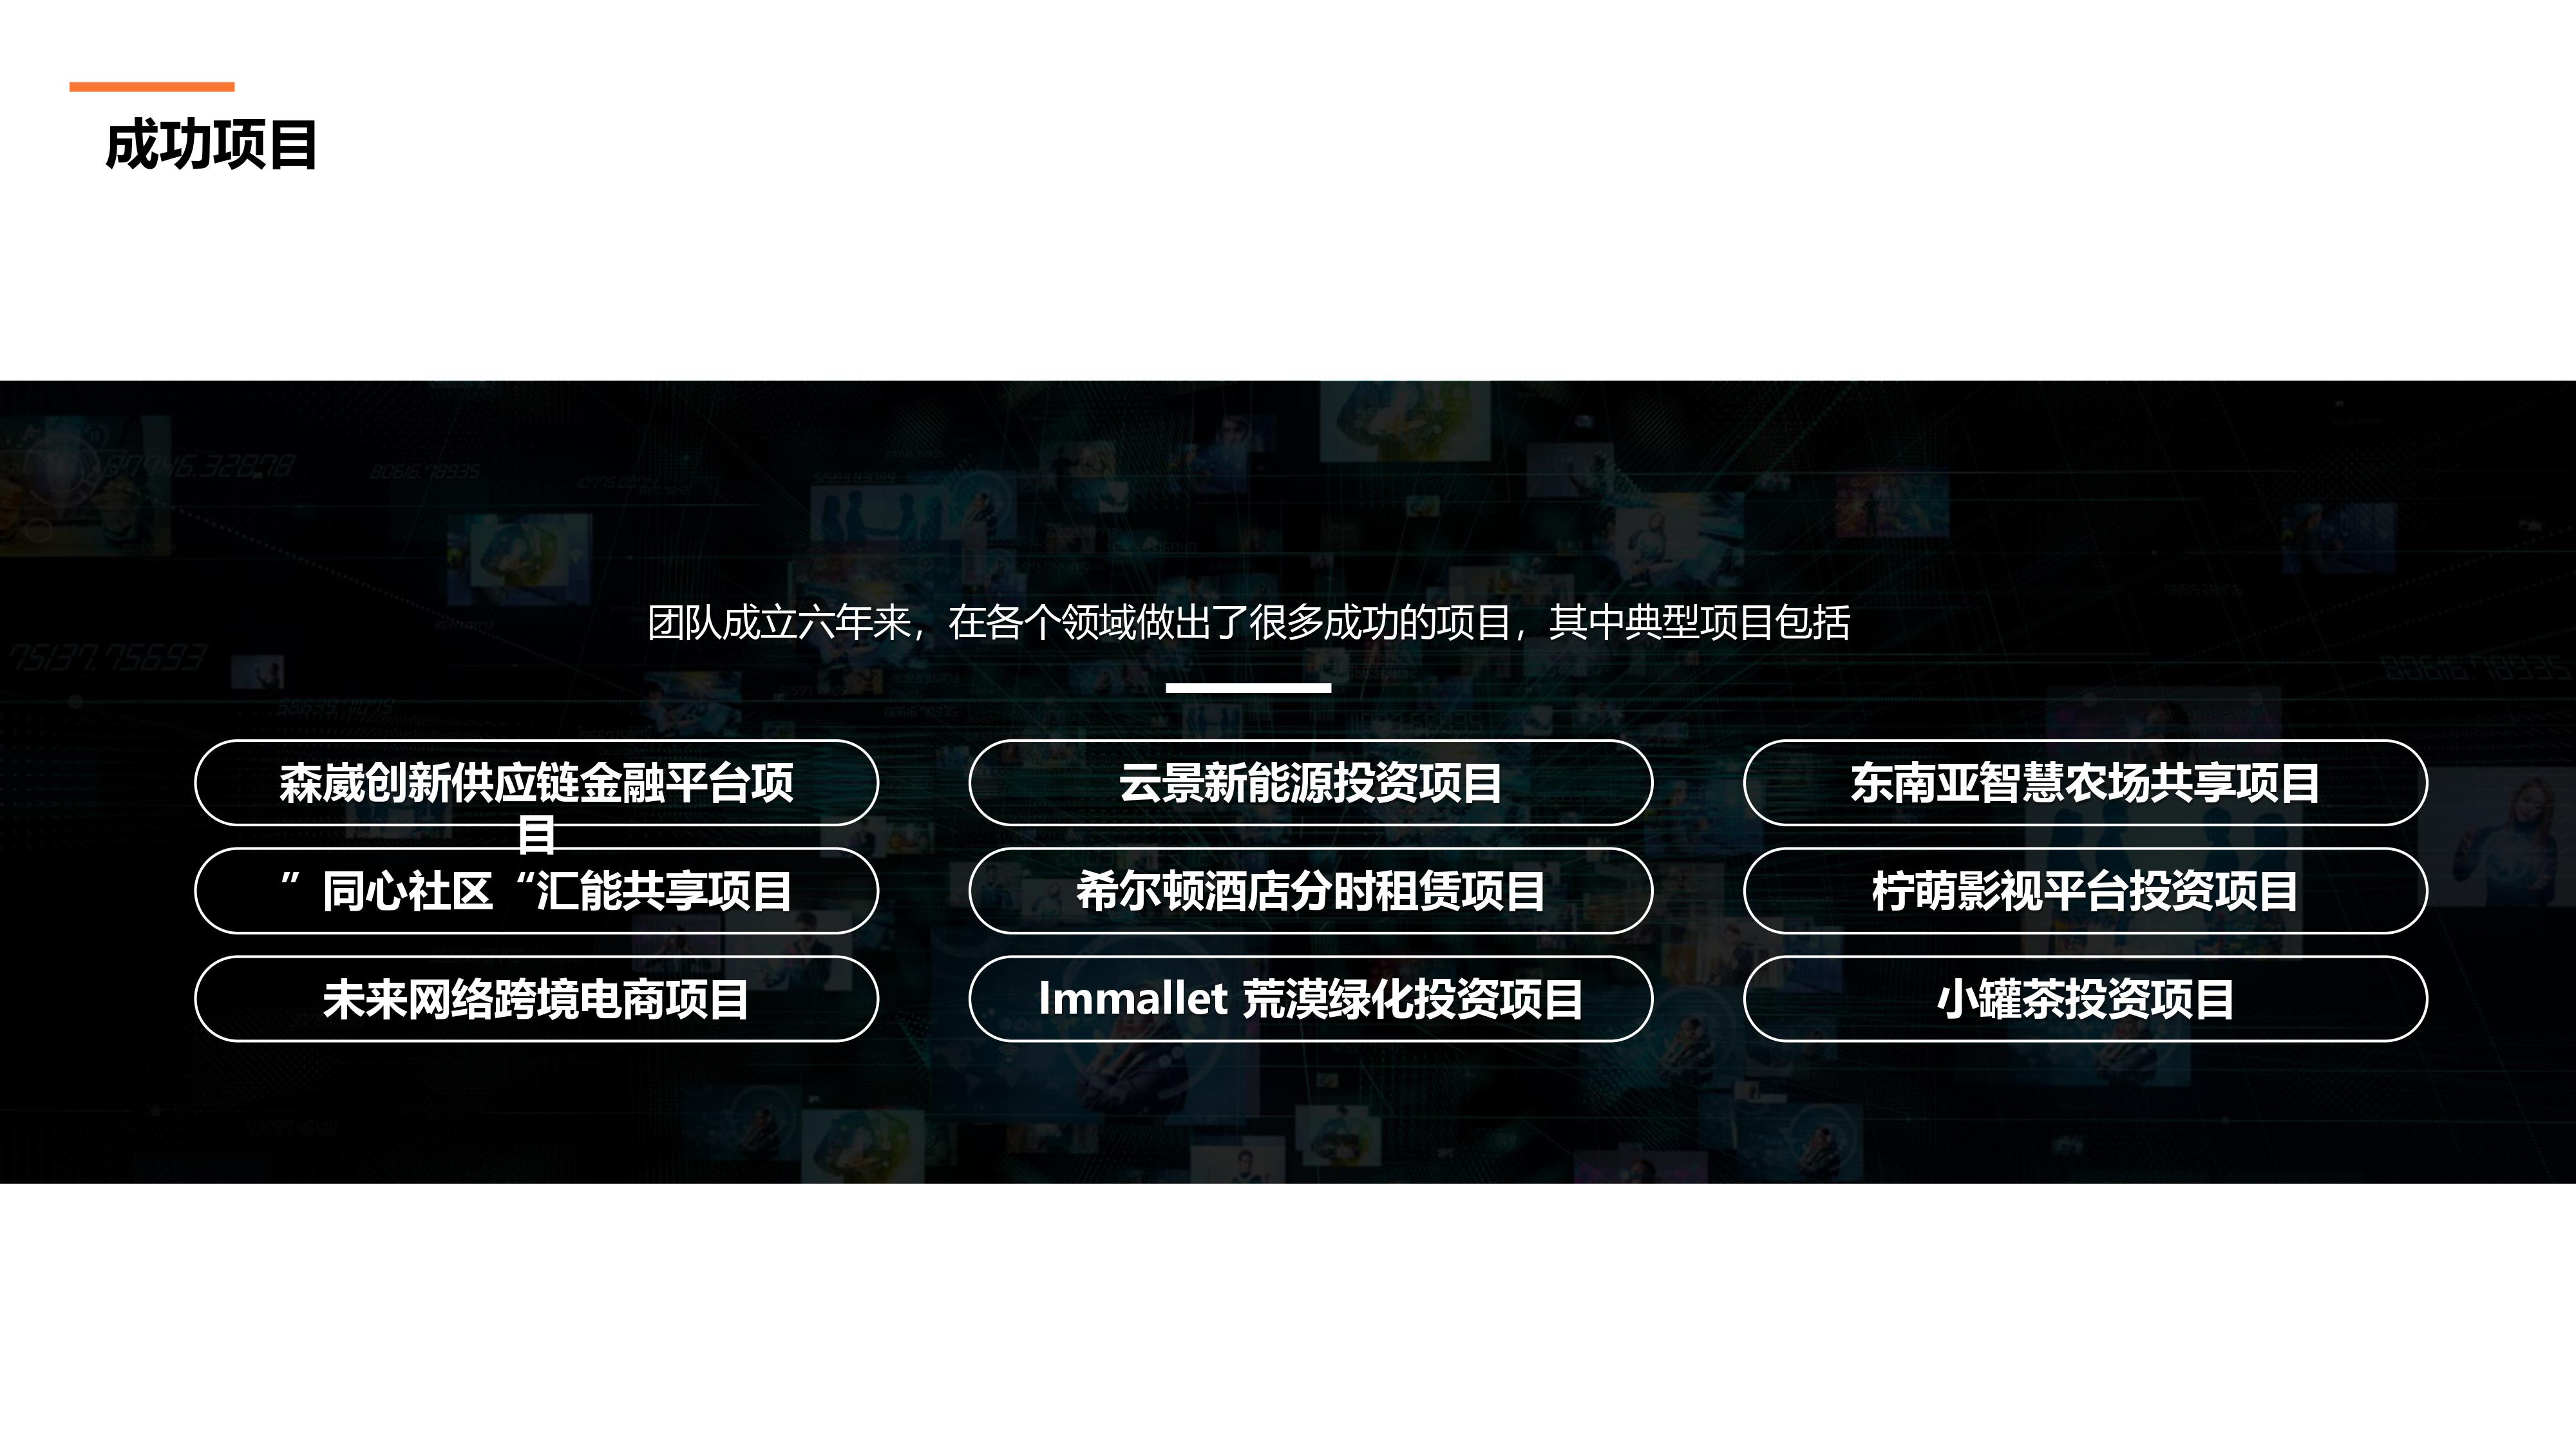 成功项目
团队成立六年来，在各个领域做出了很多成功的项目，其中典型项目包括
森崴创新供应链金融平台项
目
云景新能源投资项目
东南亚智慧农场共享项目
”同心社区“汇能共享项目
希尔顿酒店分时租赁项目
柠萌影视平台投资项目
未来网络跨境电商项目
Immallet 荒漠绿化投资项目
小罐茶投资项目